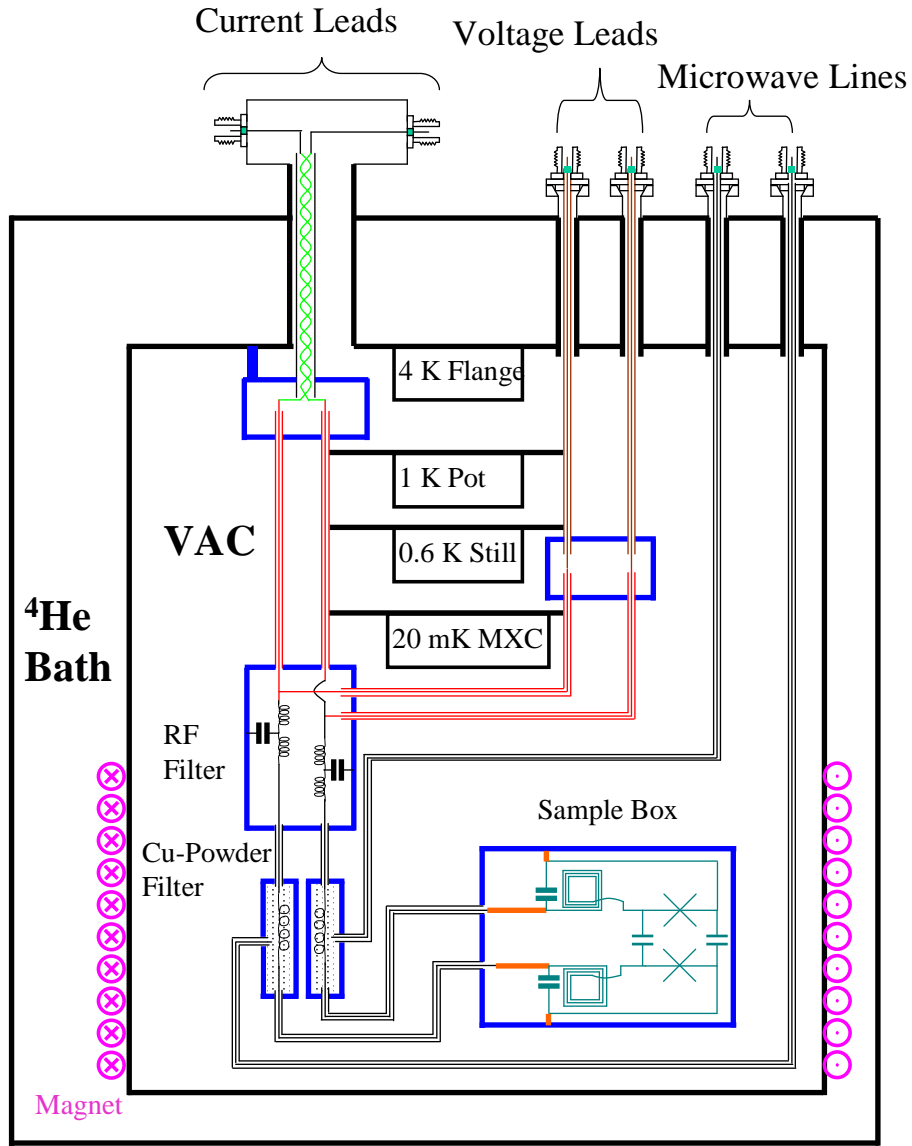 Current Leads
Voltage Leads
Microwave Lines
4 K Flange
1 K Pot
VAC
0.6 K Still
⁴He
Bath
20 mK MXC
RF
Filter
Sample Box
Cu-Powder
Filter
Magnet